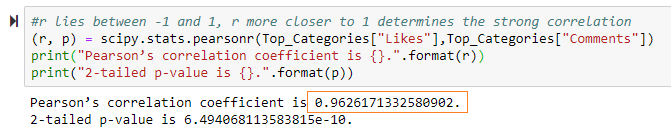 #r lies between -1 and 1, r more closer to 1 determines the strong correlation
(r, p) = scipy.stats.pearsonr(Top_Categories["Likes"],Top_Categories["Comments"])
print("Pearson’s correlation coefficient is {}.".format(r))
print("2-tailed p-value is {}.".format(p))
Pearson’s correlation coefficient is 0.9626171332580902.
2-tailed p-value is 6.494068113583815e-10.